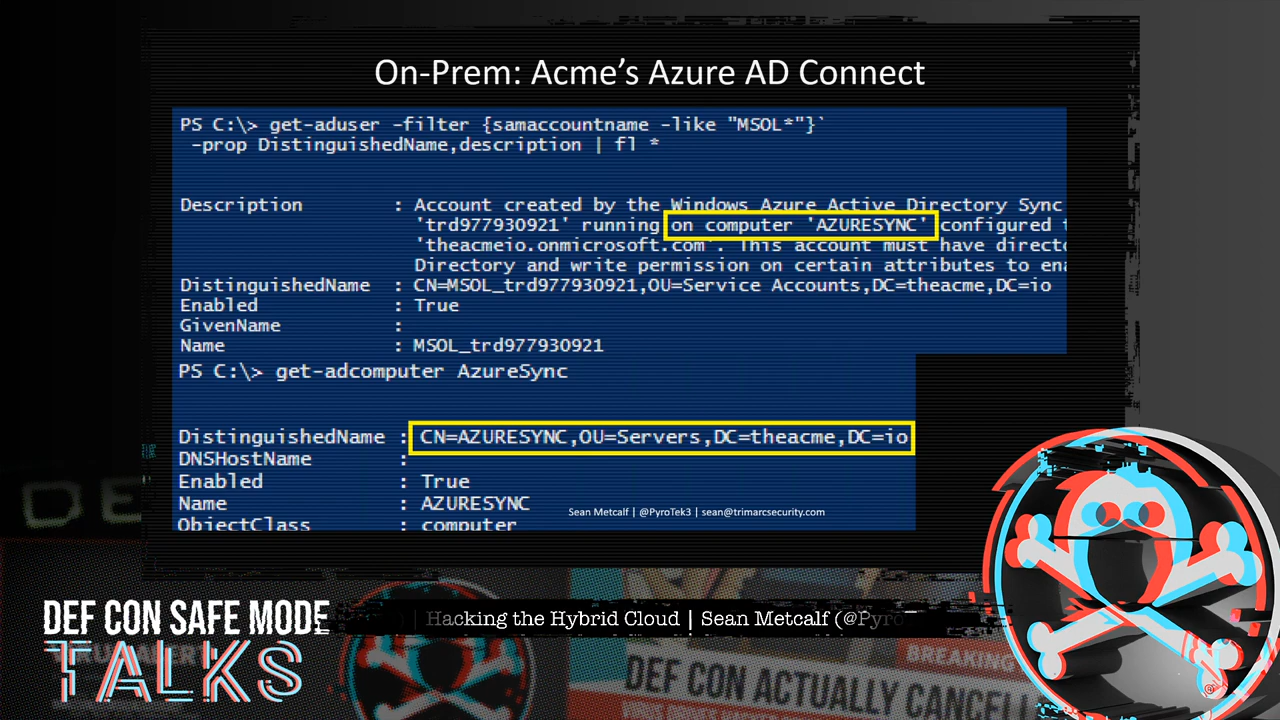 On-Prem: Acme's Azure AD Connect
PS C:\> get-aduser -filter {samaccountname -like "MSOL*"}`
-prop DistinguishedName,description | fl *
Description : Account created by the Windows Azure Active Directory Sync
'trd977930921' running on computer 'AZURESYNC' configured t
'theacmeio.onmicrosoft.com'. This account must have directo
Directory and write permission on certain attributes to ena
DistinguishedName : CN=MSOL_trd977930921,OU=Service Accounts,DC=theacme,DC=io
Enabled : True
GivenName :
Name : MSOL_trd977930921
PS C:\> get-adcomputer AzureSync
DistinguishedName : CN=AZURESYNC,OU=Servers,DC=theacme,DC=io
DNSHostName :
Enabled : True
Name : AZURESYNC
ObjectClass : computer
Sean Metcalf | @PyroTek3 | sean@trimarcsecurity.com
DEF CON SAFE MODE
TALKS
Hacking the Hybrid Cloud | Sean Metcalf (@Pyro
BREAKING
DEF CON ACTUALLY CANCELL